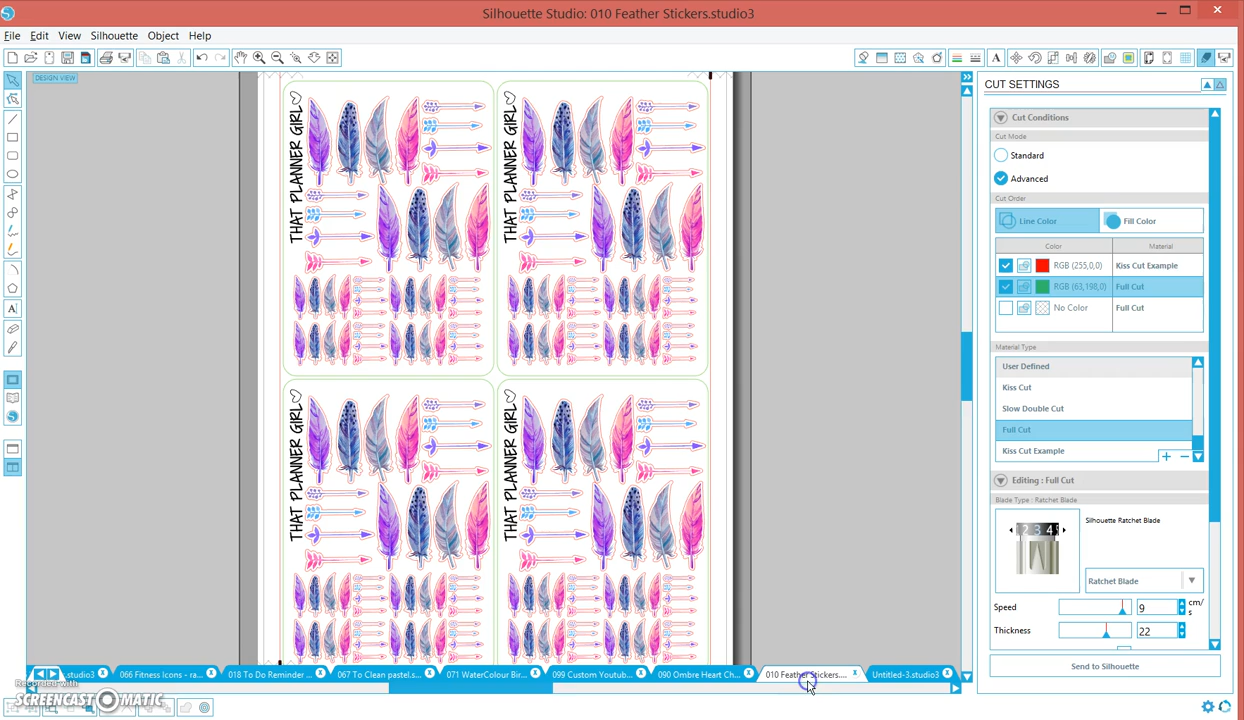 Silhouette Studio: 010 Feather Stickers.studio3
File Edit View Silhouette Object Help
DESIGN VIEW
THAT PLANNER GIRL
THAT PLANNER GIRL
THAT PLANNER GIRL
THAT PLANNER GIRL
CUT SETTINGS
Cut Conditions
Cut Mode
Standard
Advanced
Cut Order
Line Color Fill Color
Color Material
RGB (255,0,0) Kiss Cut Example
RGB (63,198,0) Full Cut
No Color Full Cut
Material Type
User Defined
Kiss Cut
Slow Double Cut
Full Cut
Kiss Cut Example
Editing : Full Cut
Blade Type : Ratchet Blade
Silhouette Ratchet Blade
2 3 4
Ratchet Blade
Speed 9 cm/s
Thickness 22
Send to Silhouette
.studio3 066 Fitness Icons - ra... 018 To Do Reminder ... 067 To Clean pastel.s... 071 WaterColour Bir... 099 Custom Youtub... 090 Ombre Heart Ch... 010 Feather Stickers.... Untitled-3.studio3
Recorded with
SCREENCAST-O-MATIC